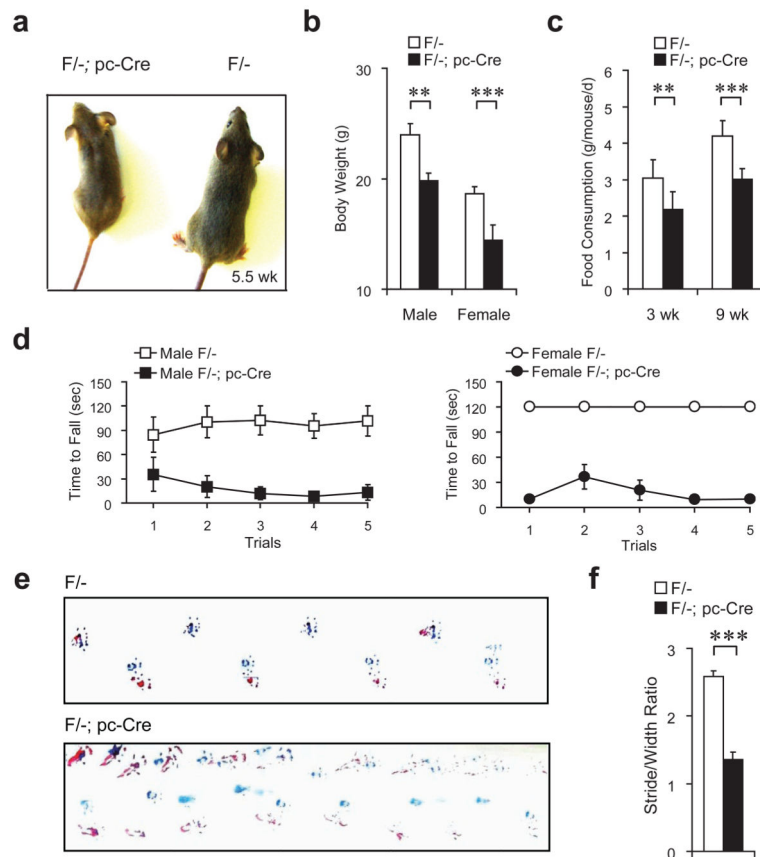 a
F/-; pc-Cre F/-
5.5 wk
b
F/-
F/-; pc-Cre
Body Weight (g)
30
20
10
**
***
Male Female
c
F/-
F/-; pc-Cre
Food Consumption (g/mouse/d)
6
5
4
3
2
1
0
**
***
3 wk 9 wk
d
Male F/-
Male F/-; pc-Cre
Time to Fall (sec)
150
120
90
60
30
0
1 2 3 4 5
Trials
Female F/-
Female F/-; pc-Cre
Time to Fall (sec)
150
120
90
60
30
0
1 2 3 4 5
Trials
e
F/-
F/-; pc-Cre
f
F/-
F/-; pc-Cre
Stride/Width Ratio
3
2
1
0
***